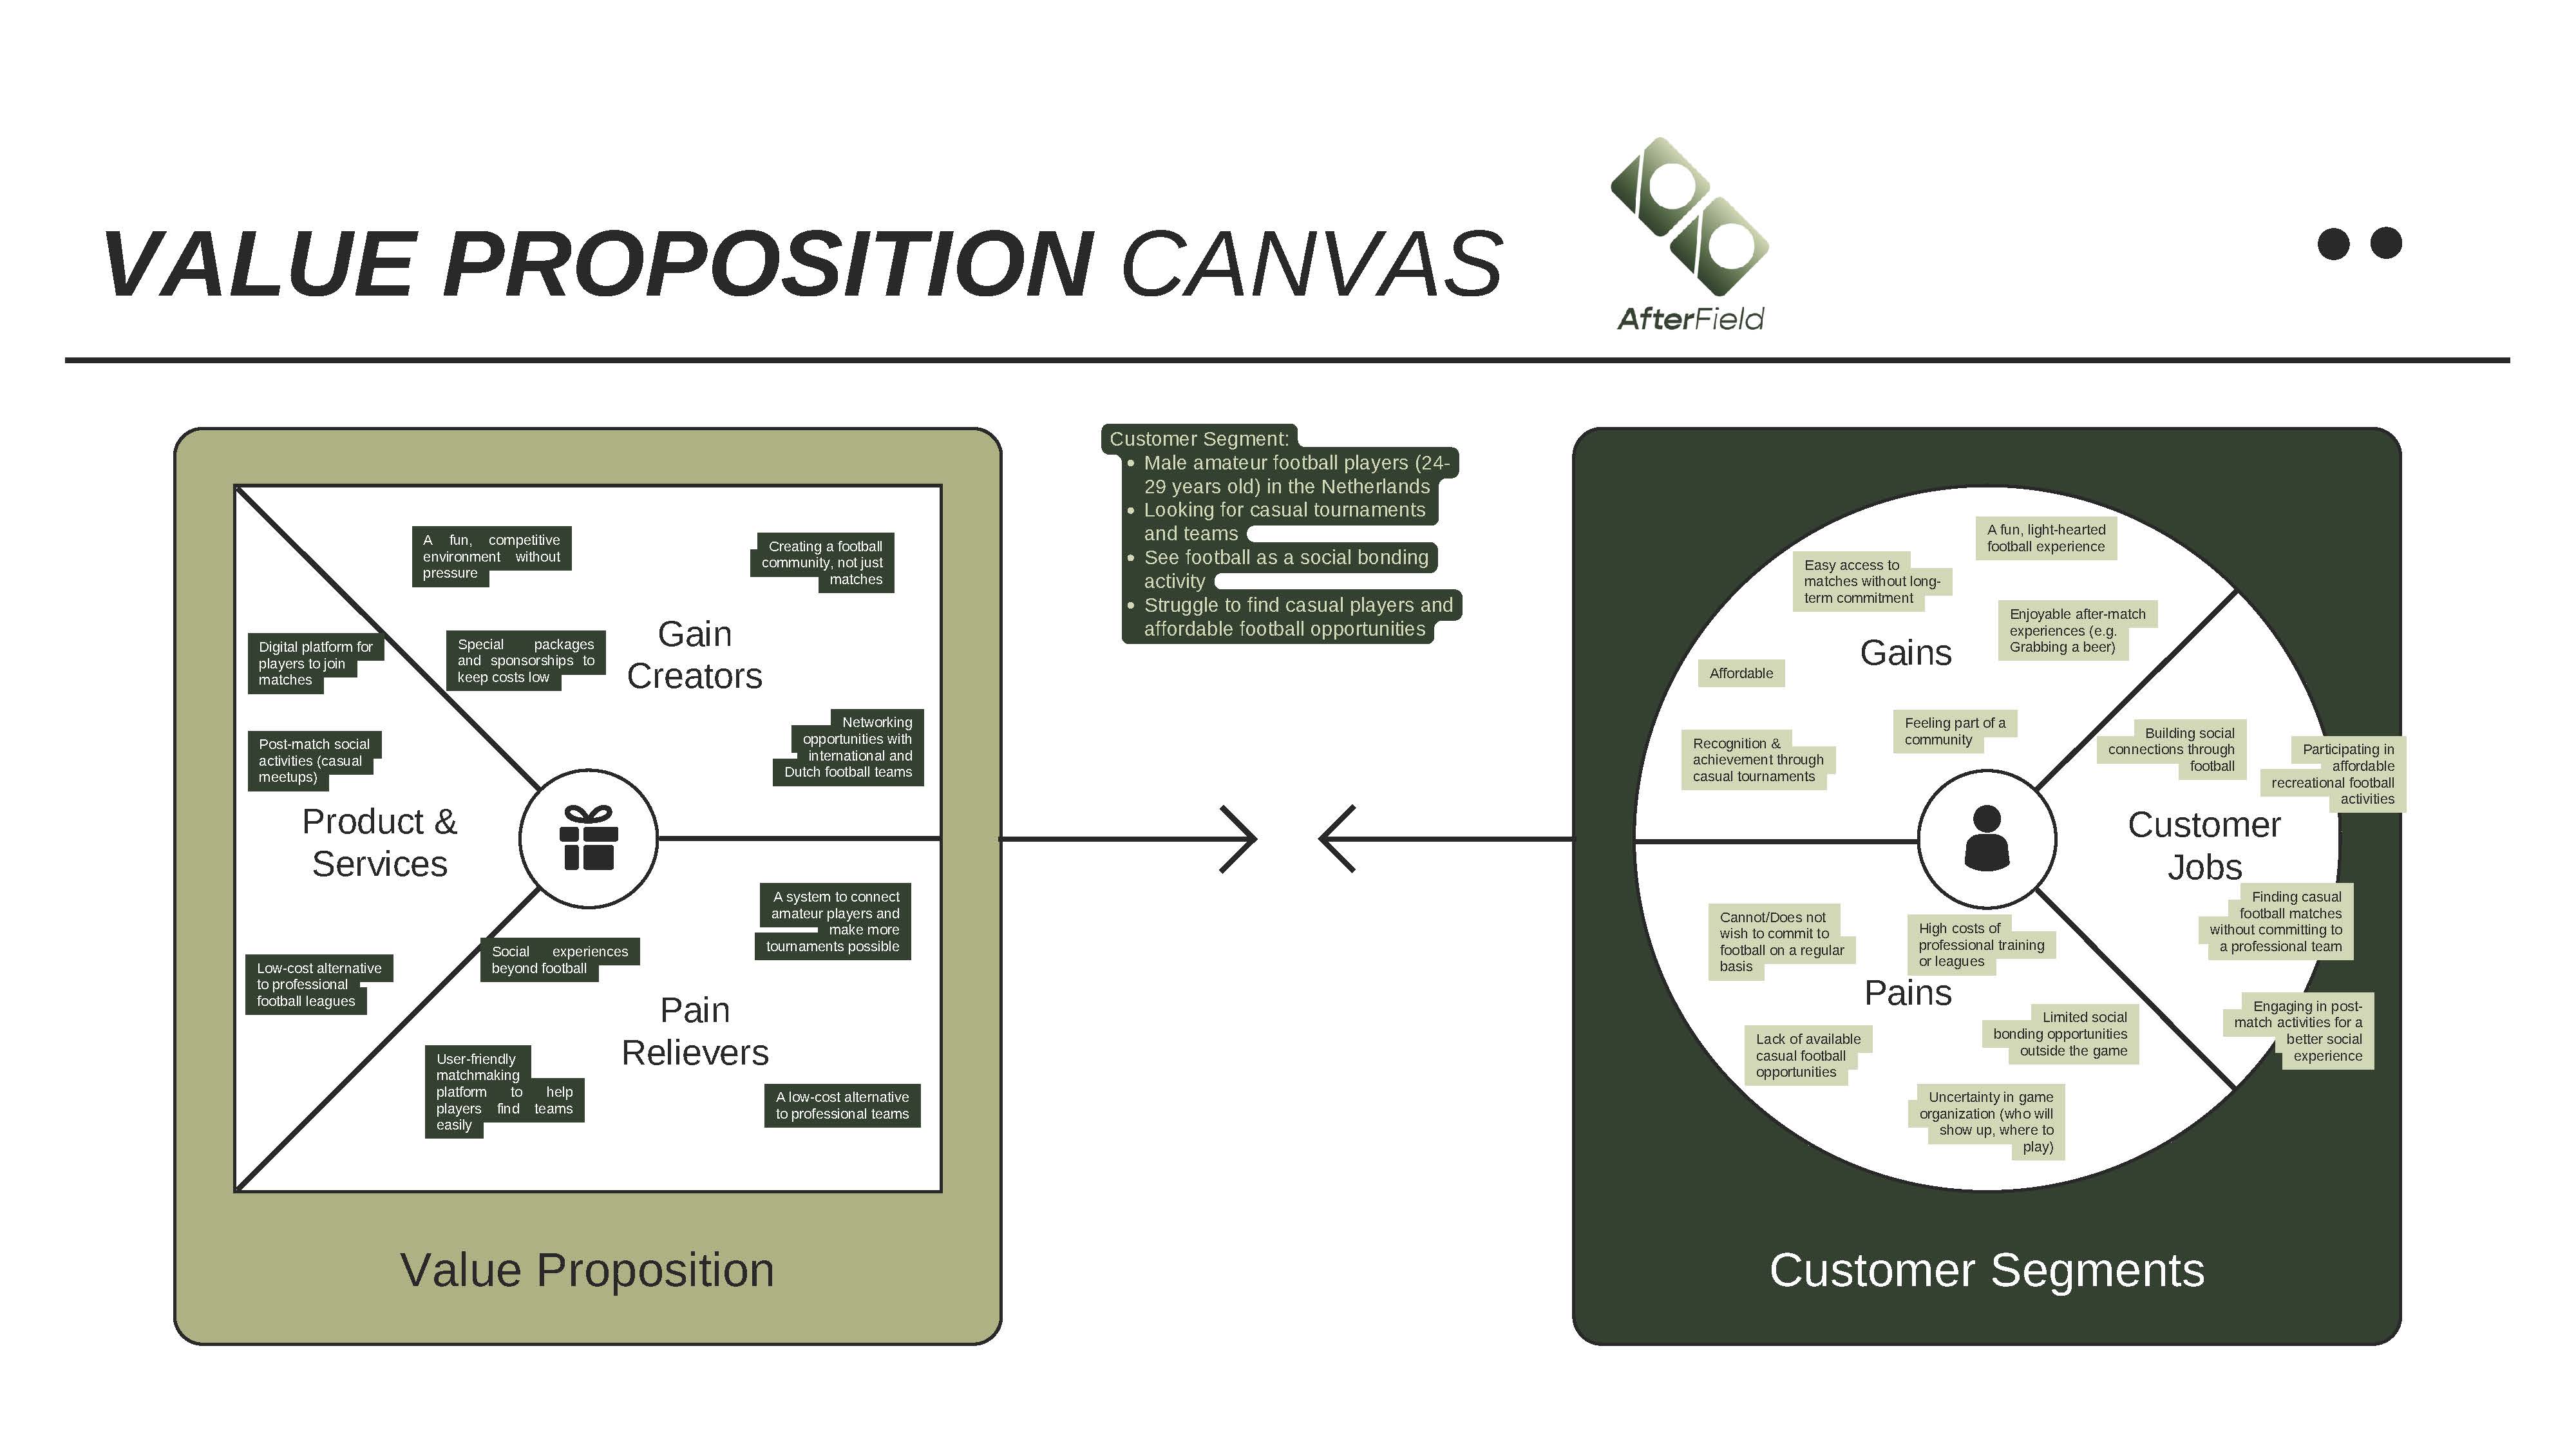 VALUE PROPOSITION CANVAS
AfterField
Customer Segment:
• Male amateur football players (24-
29 years old) in the Netherlands
• Looking for casual tournaments
and teams
• See football as a social bonding
activity
• Struggle to find casual players and
affordable football opportunities
A fun, competitive
environment without
pressure
Creating a football
community, not just
matches
Special packages
and sponsorships to
keep costs low
Gain
Creators
Networking
opportunities with
international and
Dutch football teams
Digital platform for
players to join
matches
Post-match social
activities (casual
meetups)
Product &
Services
Low-cost alternative
to professional
football leagues
A system to connect
amateur players and
make more
tournaments possible
Social experiences
beyond football
Pain
Relievers
User-friendly
matchmaking
platform to help
players find teams
easily
A low-cost alternative
to professional teams
Value Proposition
A fun, light-hearted
football experience
Easy access to
matches without long-
term commitment
Enjoyable after-match
experiences (e.g.
Grabbing a beer)
Gains
Affordable
Feeling part of a
community
Recognition &
achievement through
casual tournaments
Building social
connections through
football
Participating in
affordable
recreational football
activities
Customer
Jobs
Finding casual
football matches
without committing to
a professional team
Engaging in post-
match activities for a
better social
experience
Cannot/Does not
wish to commit to
football on a regular
basis
High costs of
professional training
or leagues
Pains
Limited social
bonding opportunities
outside the game
Lack of available
casual football
opportunities
Uncertainty in game
organization (who will
show up, where to
play)
Customer Segments